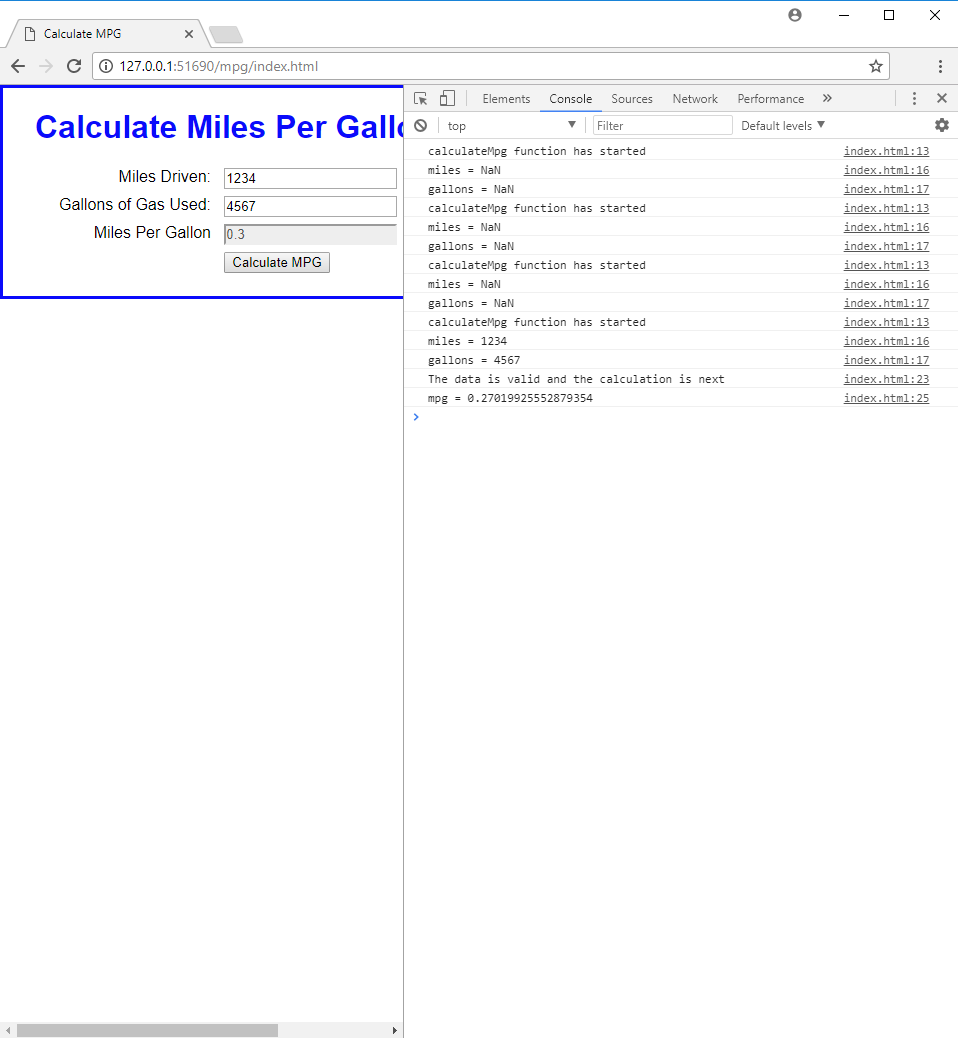 Calculate MPG
127.0.0.1:51690/mpg/index.html
Calculate Miles Per Gallo
Miles Driven: 1234
Gallons of Gas Used: 4567
Miles Per Gallon 0.3
Calculate MPG
Elements Console Sources Network Performance »
top ▼ Filter Default levels ▼
calculateMpg function has started index.html:13
miles = NaN index.html:16
gallons = NaN index.html:17
calculateMpg function has started index.html:13
miles = NaN index.html:16
gallons = NaN index.html:17
calculateMpg function has started index.html:13
miles = NaN index.html:16
gallons = NaN index.html:17
calculateMpg function has started index.html:13
miles = 1234 index.html:16
gallons = 4567 index.html:17
The data is valid and the calculation is next index.html:23
mpg = 0.27019925552879354 index.html:25